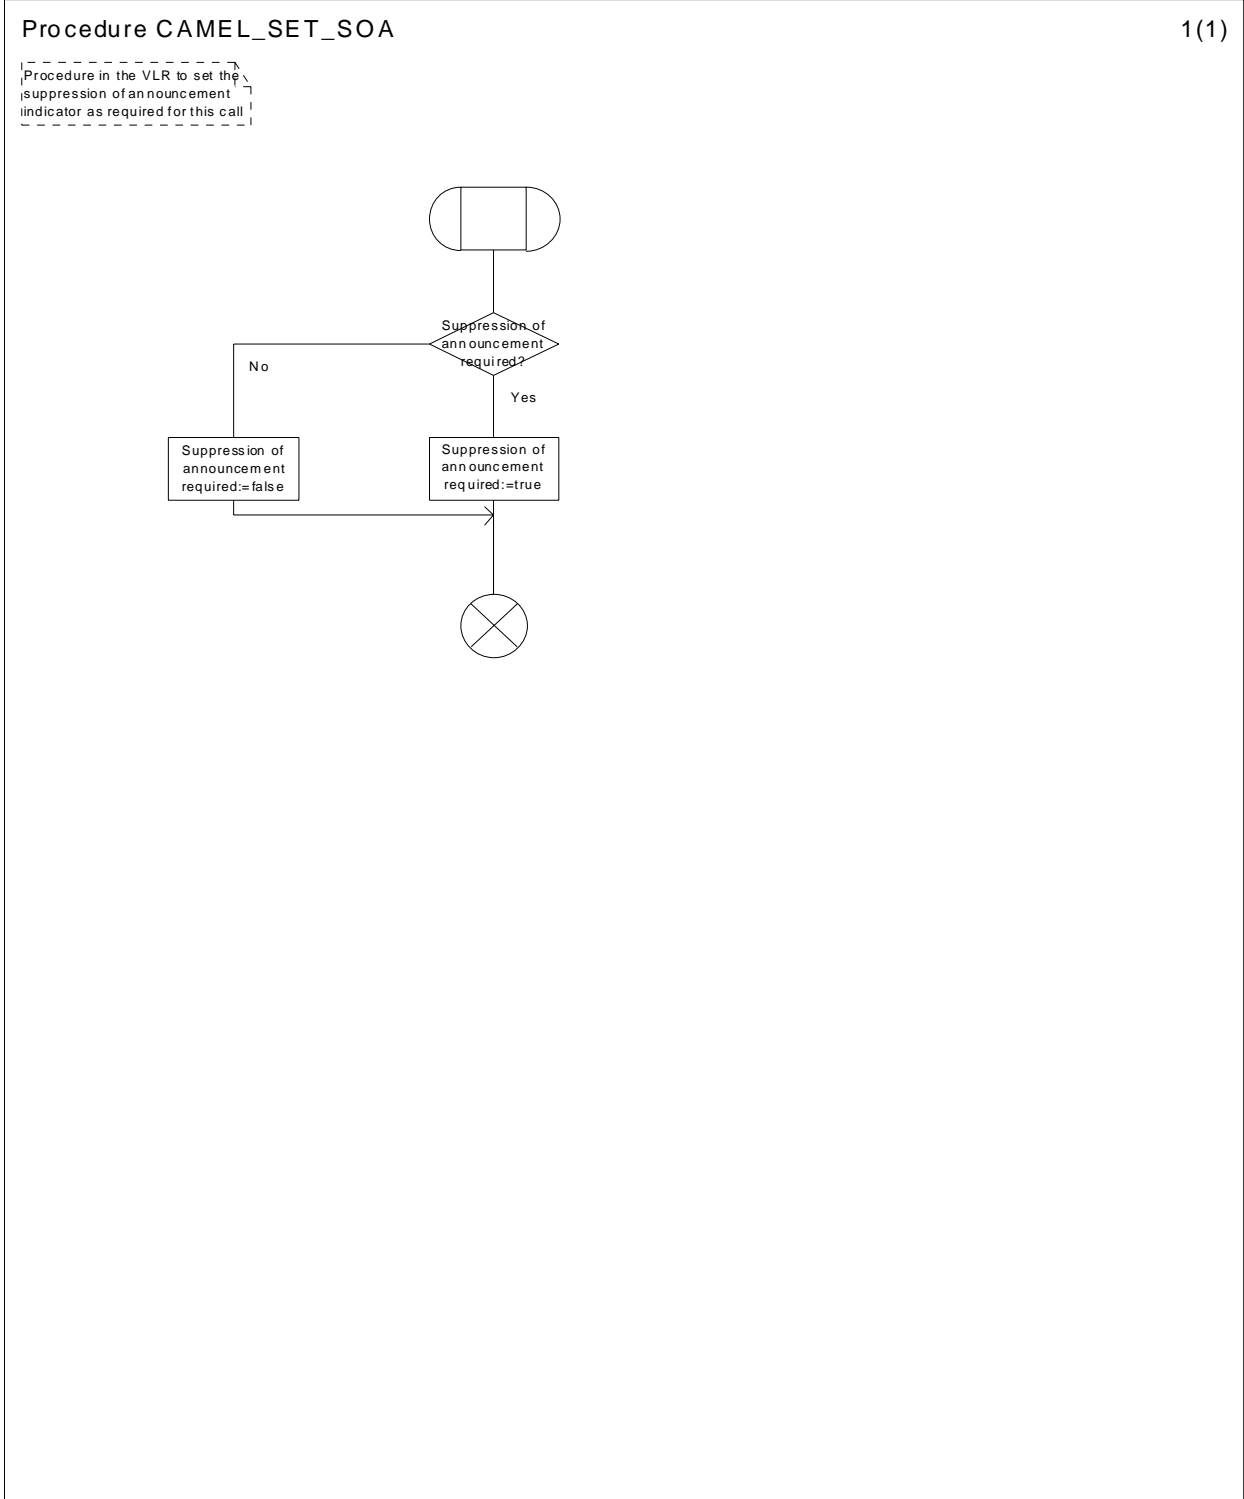 Procedure CAMEL_SET_SOA 1(1)
Procedure in the VLR to set the
suppression of announcement
indicator as required for this call
Suppression of
announcement
required?
No
Yes
Suppression of
announcement
required:=false
Suppression of
announcement
required:=true